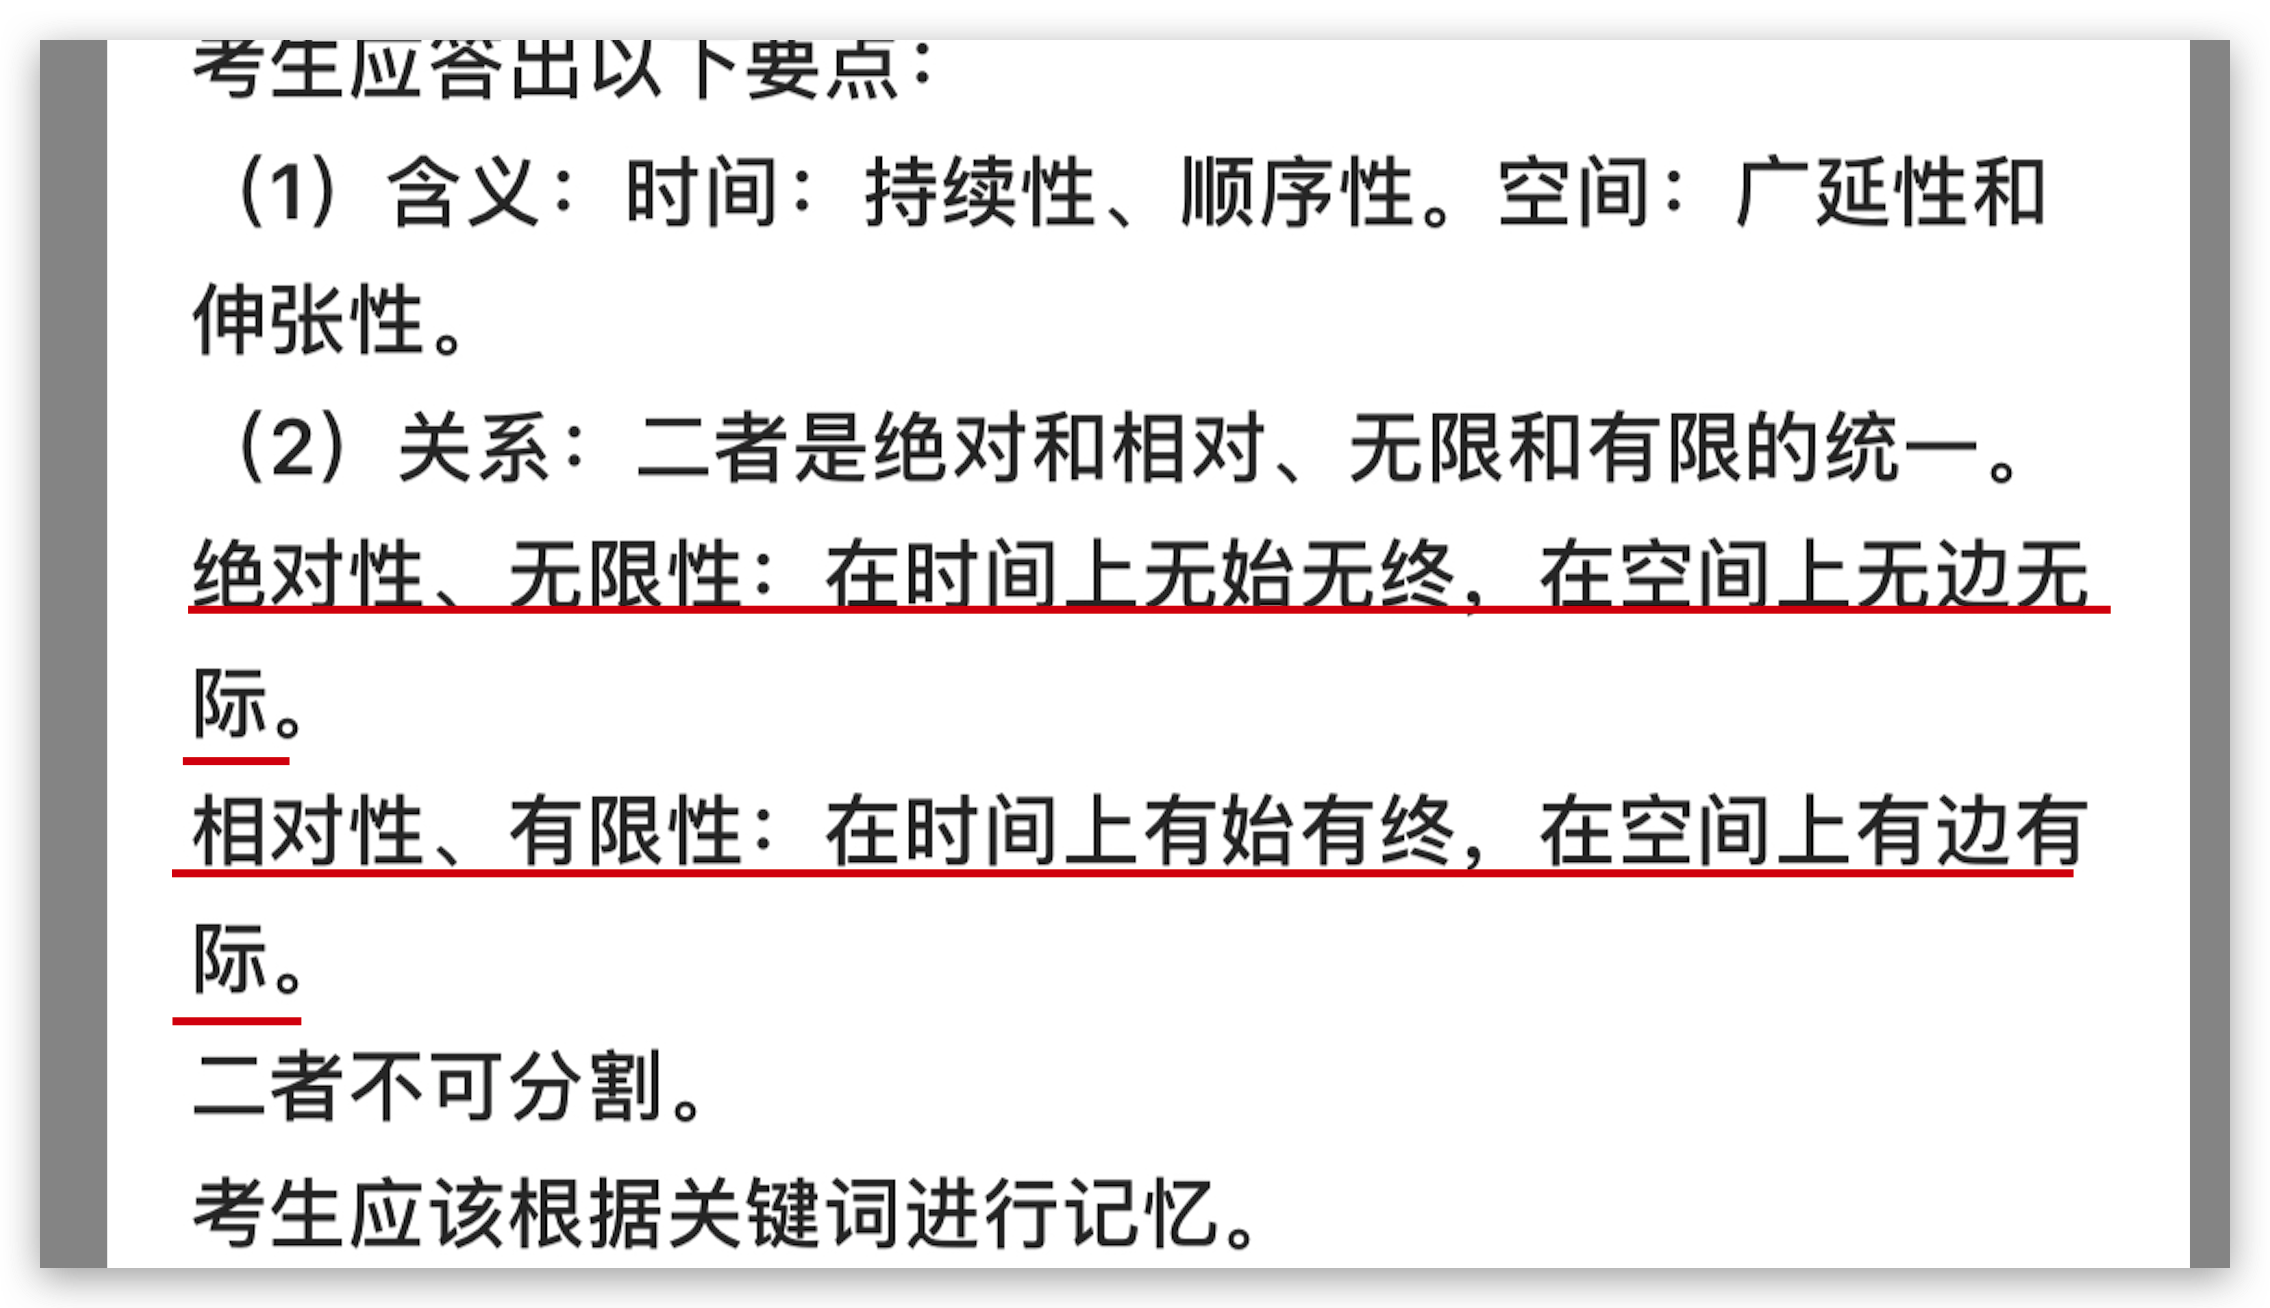 考生应答出以下要点：
（1）含义：时间：持续性、顺序性。空间：广延性和
伸张性。
（2）关系：二者是绝对和相对、无限和有限的统一。
绝对性、无限性：在时间上无始无终，在空间上无边无
际。
相对性、有限性：在时间上有始有终，在空间上有边有
际。
二者不可分割。
考生应该根据关键词进行记忆。